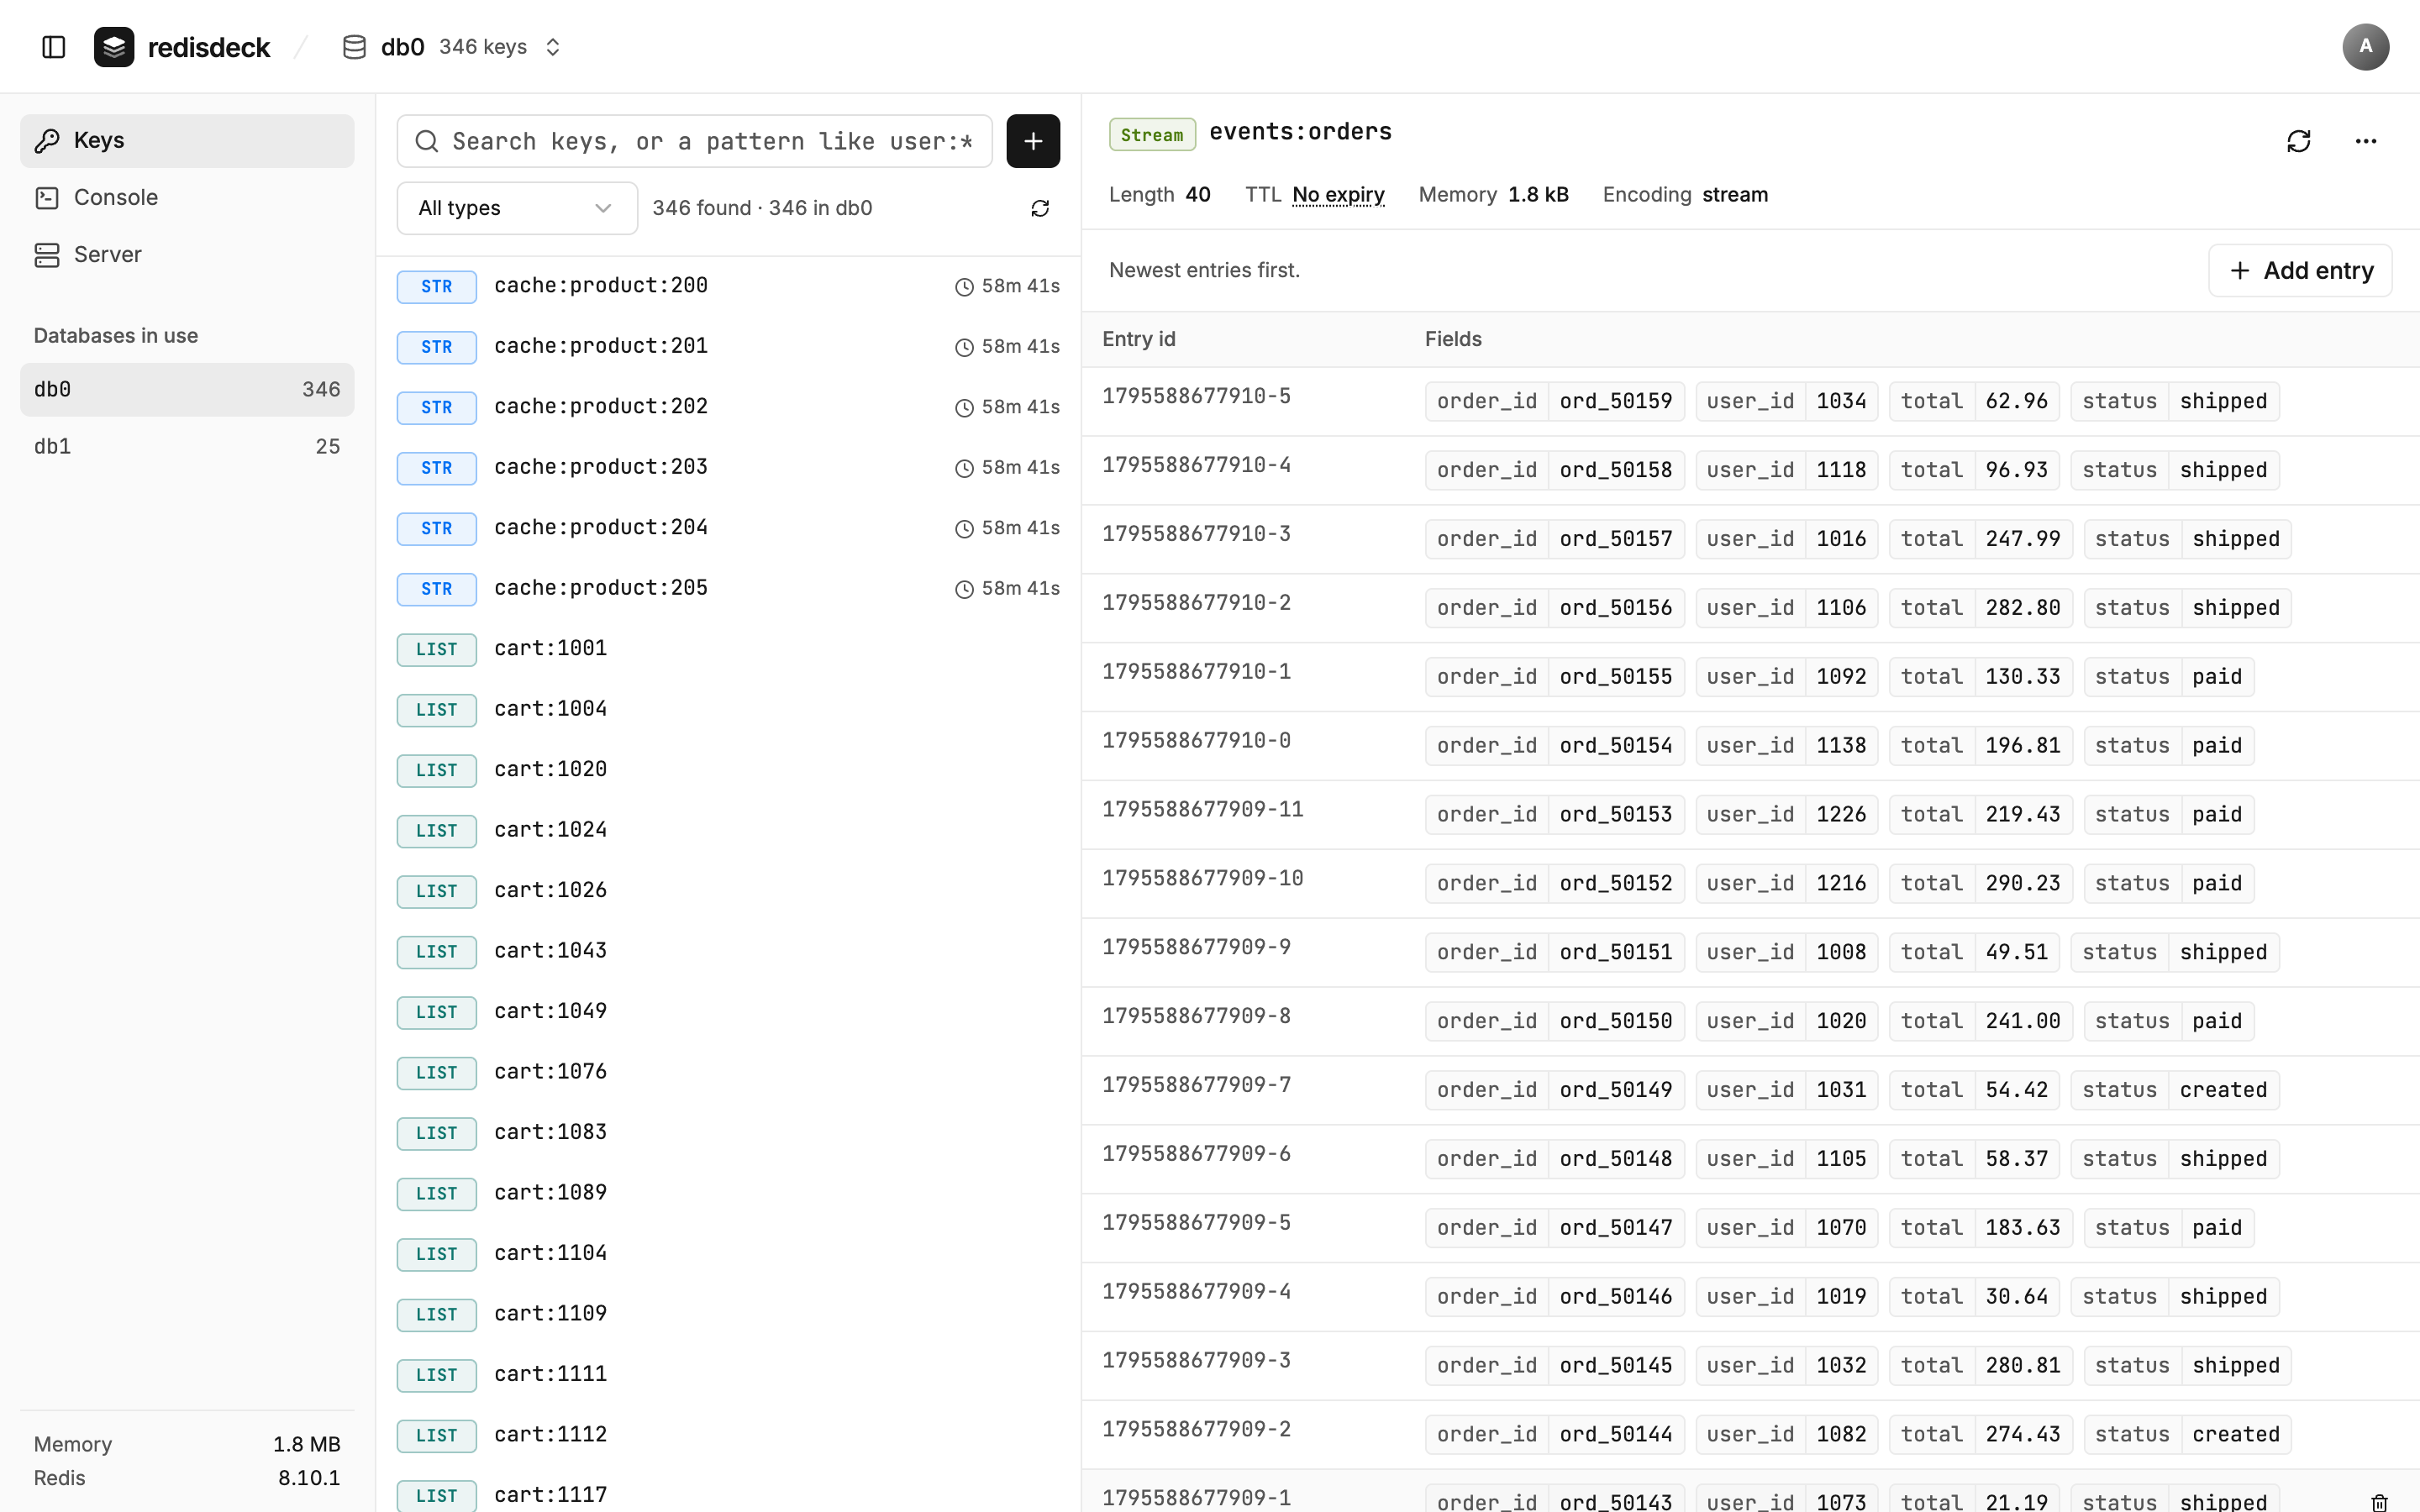 redisdeck / db0 346 keys
A
Keys
Console
Server
Databases in use
db0 346
db1 25
Memory 1.8 MB
Redis 8.10.1
Search keys, or a pattern like user:*
All types
346 found · 346 in db0
STR cache:product:200 58m 41s
STR cache:product:201 58m 41s
STR cache:product:202 58m 41s
STR cache:product:203 58m 41s
STR cache:product:204 58m 41s
STR cache:product:205 58m 41s
LIST cart:1001
LIST cart:1004
LIST cart:1020
LIST cart:1024
LIST cart:1026
LIST cart:1043
LIST cart:1049
LIST cart:1076
LIST cart:1083
LIST cart:1089
LIST cart:1104
LIST cart:1109
LIST cart:1111
LIST cart:1112
LIST cart:1117
Stream events:orders
Length 40 TTL No expiry Memory 1.8 kB Encoding stream
Newest entries first.
Add entry
Entry id Fields
1795588677910-5 order_id ord_50159 user_id 1034 total 62.96 status shipped
1795588677910-4 order_id ord_50158 user_id 1118 total 96.93 status shipped
1795588677910-3 order_id ord_50157 user_id 1016 total 247.99 status shipped
1795588677910-2 order_id ord_50156 user_id 1106 total 282.80 status shipped
1795588677910-1 order_id ord_50155 user_id 1092 total 130.33 status paid
1795588677910-0 order_id ord_50154 user_id 1138 total 196.81 status paid
1795588677909-11 order_id ord_50153 user_id 1226 total 219.43 status paid
1795588677909-10 order_id ord_50152 user_id 1216 total 290.23 status paid
1795588677909-9 order_id ord_50151 user_id 1008 total 49.51 status shipped
1795588677909-8 order_id ord_50150 user_id 1020 total 241.00 status paid
1795588677909-7 order_id ord_50149 user_id 1031 total 54.42 status created
1795588677909-6 order_id ord_50148 user_id 1105 total 58.37 status shipped
1795588677909-5 order_id ord_50147 user_id 1070 total 183.63 status paid
1795588677909-4 order_id ord_50146 user_id 1019 total 30.64 status shipped
1795588677909-3 order_id ord_50145 user_id 1032 total 280.81 status shipped
1795588677909-2 order_id ord_50144 user_id 1082 total 274.43 status created
1795588677909-1 order_id ord_50143 user_id 1073 total 21.19 status shipped